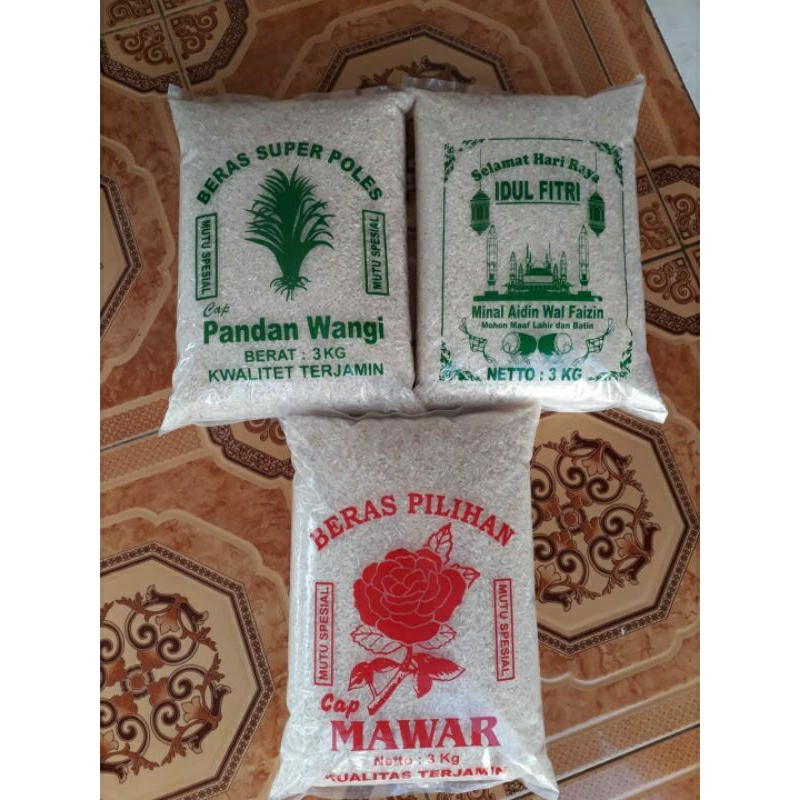 BERAS SUPER POLES
MUTU SPESIAL
MUTU SPESIAL
Cap
Pandan Wangi
BERAT : 3 KG
KWALITET TERJAMIN
Selamat Hari Raya
IDUL FITRI
Minal Aidin Wal Faizin
Mohon Maaf Lahir dan Batin
NETTO : 3 KG
BERAS PILIHAN
MUTU SPESIAL
MUTU SPESIAL
Cap
MAWAR
Netto : 3 Kg
KUALITAS TERJAMIN